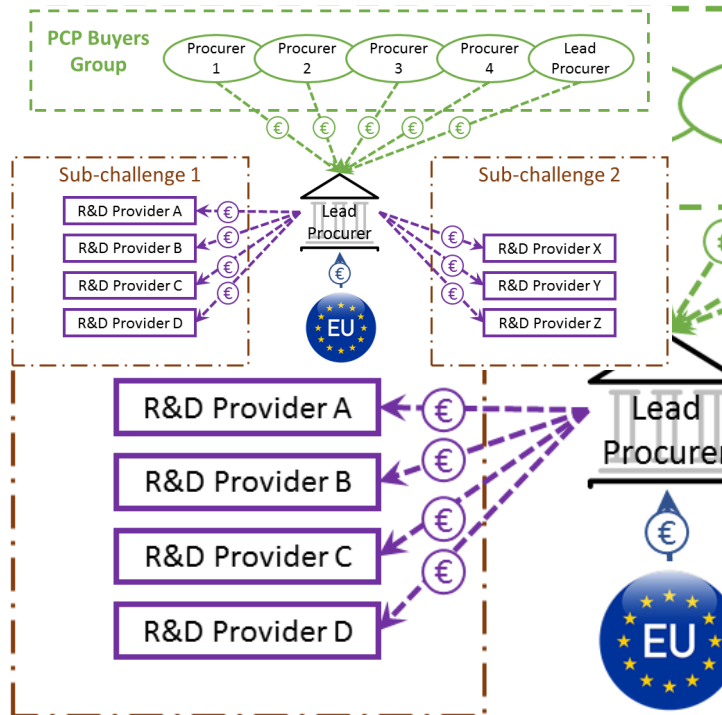 PCP Buyers
Group
Procurer
1
Procurer
2
Procurer
3
Procurer
4
Lead
Procurer
€ € € € €
Sub-challenge 1
R&D Provider A
R&D Provider B
R&D Provider C
R&D Provider D
€
€
€
€
Lead
Procurer
€
EU
Sub-challenge 2
€
€
€
R&D Provider X
R&D Provider Y
R&D Provider Z
€
R&D Provider A
R&D Provider B
R&D Provider C
R&D Provider D
€
€
€
€
Lead
Procurer
€
EU